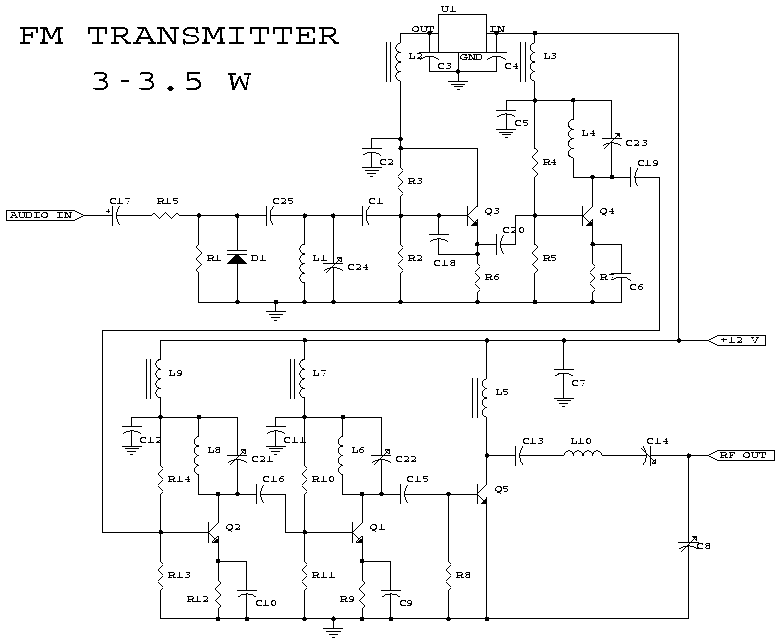 FM TRANSMITTER
3-3.5 W
U1
OUT
IN
GND
L2
C3
C4
L3
C5
L4
C23
C2
R3
R4
C19
C17
R15
C25
C1
Q3
Q4
AUDIO IN
C20
R1
D1
L1
C24
R2
C18
R6
R5
R7
C6
+12 V
L9
L7
L5
C7
C12
L8
C21
C11
L6
C22
C13
L10
C14
RF OUT
R14
C16
R10
C15
Q5
Q2
Q1
C8
R13
R12
C10
R11
R9
C9
R8